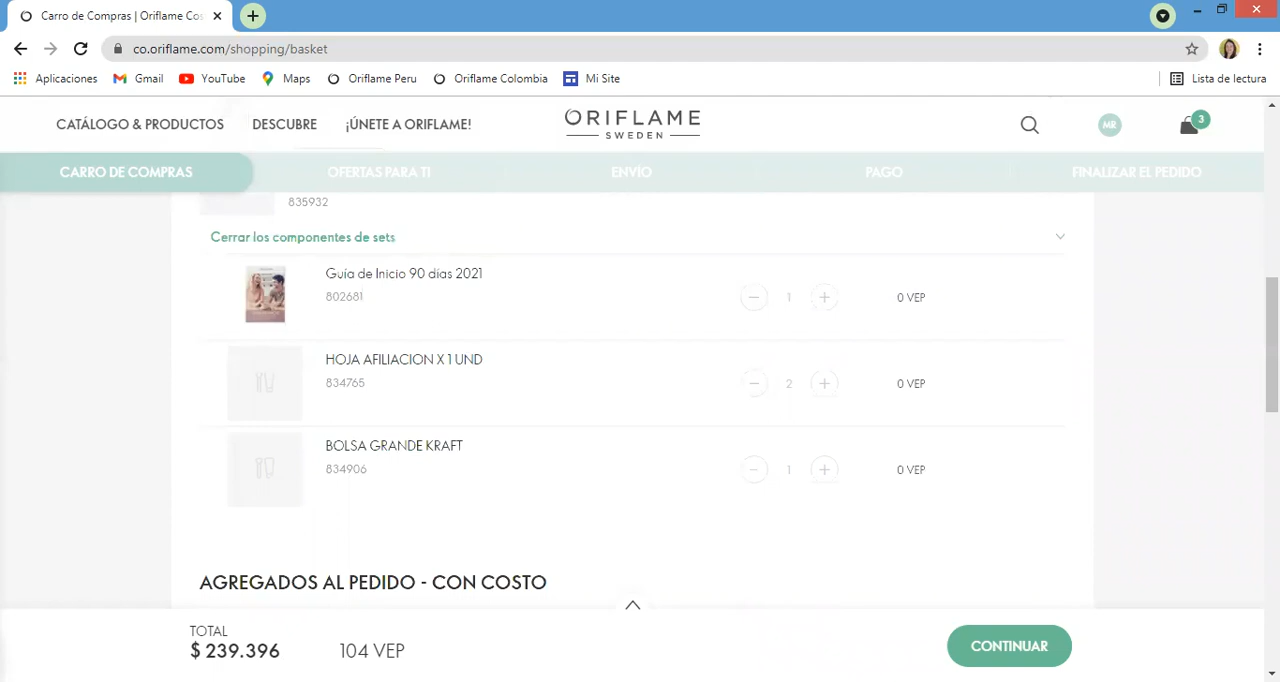 Carro de Compras | Oriflame Cos
co.oriflame.com/shopping/basket
Aplicaciones Gmail YouTube Maps Oriflame Peru Oriflame Colombia Mi Site Lista de lectura
CATÁLOGO & PRODUCTOS DESCUBRE ¡ÚNETE A ORIFLAME! ORIFLAME MR 3
SWEDEN
CARRO DE COMPRAS OFERTAS PARA TI ENVÍO PAGO FINALIZAR EL PEDIDO
835932
Cerrar los componentes de sets
Guía de Inicio 90 días 2021
802681 1 0 VEP
HOJA AFILIACION X 1 UND
834765 2 0 VEP
BOLSA GRANDE KRAFT
834906 1 0 VEP
AGREGADOS AL PEDIDO - CON COSTO
TOTAL
$ 239.396 104 VEP CONTINUAR